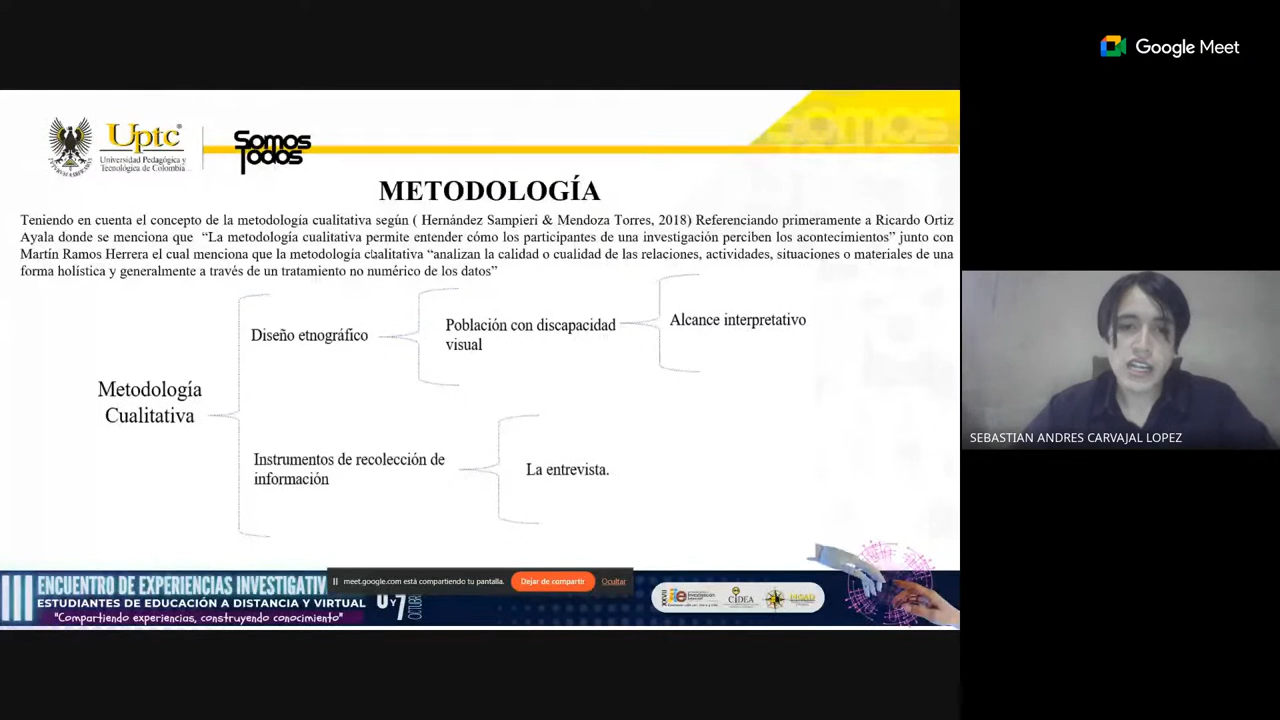 Google Meet
Uptc
Universidad Pedagógica y
Tecnológica de Colombia
Somos
Todos
somos
METODOLOGÍA
Teniendo en cuenta el concepto de la metodología cualitativa según ( Hernández Sampieri & Mendoza Torres, 2018) Referenciando primeramente a Ricardo Ortiz
Ayala donde se menciona que “La metodología cualitativa permite entender cómo los participantes de una investigación perciben los acontecimientos” junto con
Martín Ramos Herrera el cual menciona que la metodología cualitativa “analizan la calidad o cualidad de las relaciones, actividades, situaciones o materiales de una
forma holística y generalmente a través de un tratamiento no numérico de los datos”
Metodología
Cualitativa
Diseño etnográfico
Población con discapacidad
visual
Alcance interpretativo
Instrumentos de recolección de
información
La entrevista.
SEBASTIAN ANDRES CARVAJAL LOPEZ
meet.google.com está compartiendo tu pantalla.
Dejar de compartir
Ocultar
III ENCUENTRO DE EXPERIENCIAS INVESTIGATIV
ESTUDIANTES DE EDUCACIÓN A DISTANCIA Y VIRTUAL
"Compartiendo experiencias, construyendo conocimiento"
Y 7
OCTUBRE
CIDEA